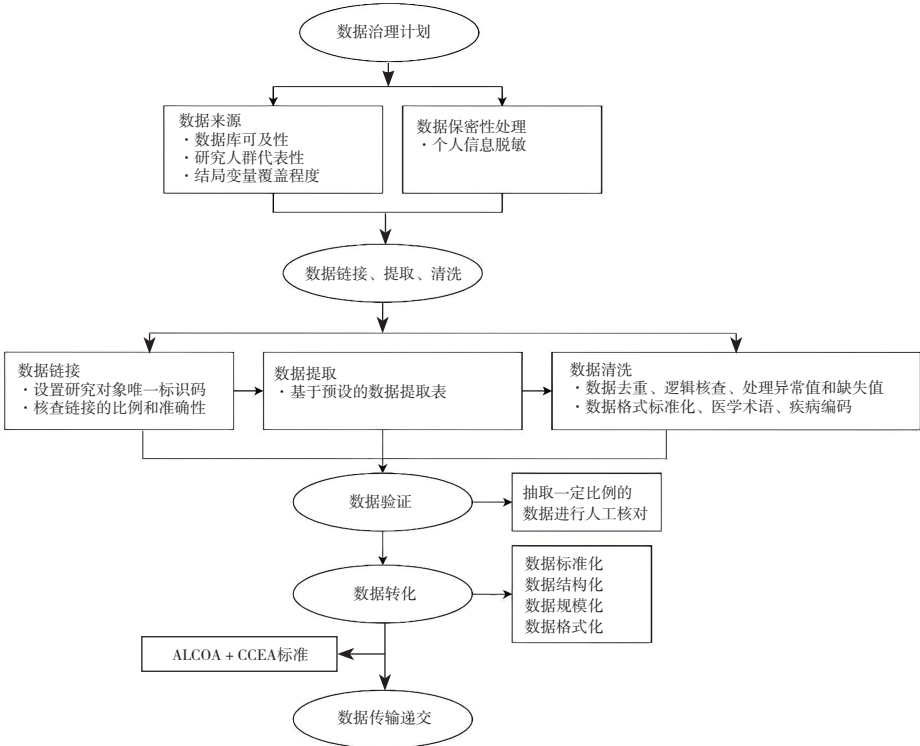 数据治理计划
数据来源
·数据库可及性
·研究人群代表性
·结局变量覆盖程度
数据保密性处理
·个人信息脱敏
数据链接、提取、清洗
数据链接
·设置研究对象唯一标识码
·核查链接的比例和准确性
数据提取
·基于预设的数据提取表
数据清洗
·数据去重、逻辑核查、处理异常值和缺失值
·数据格式标准化、医学术语、疾病编码
数据验证
抽取一定比例的
数据进行人工核对
数据转化
数据标准化
数据结构化
数据规模化
数据格式化
ALCOA + CCEA标准
数据传输递交